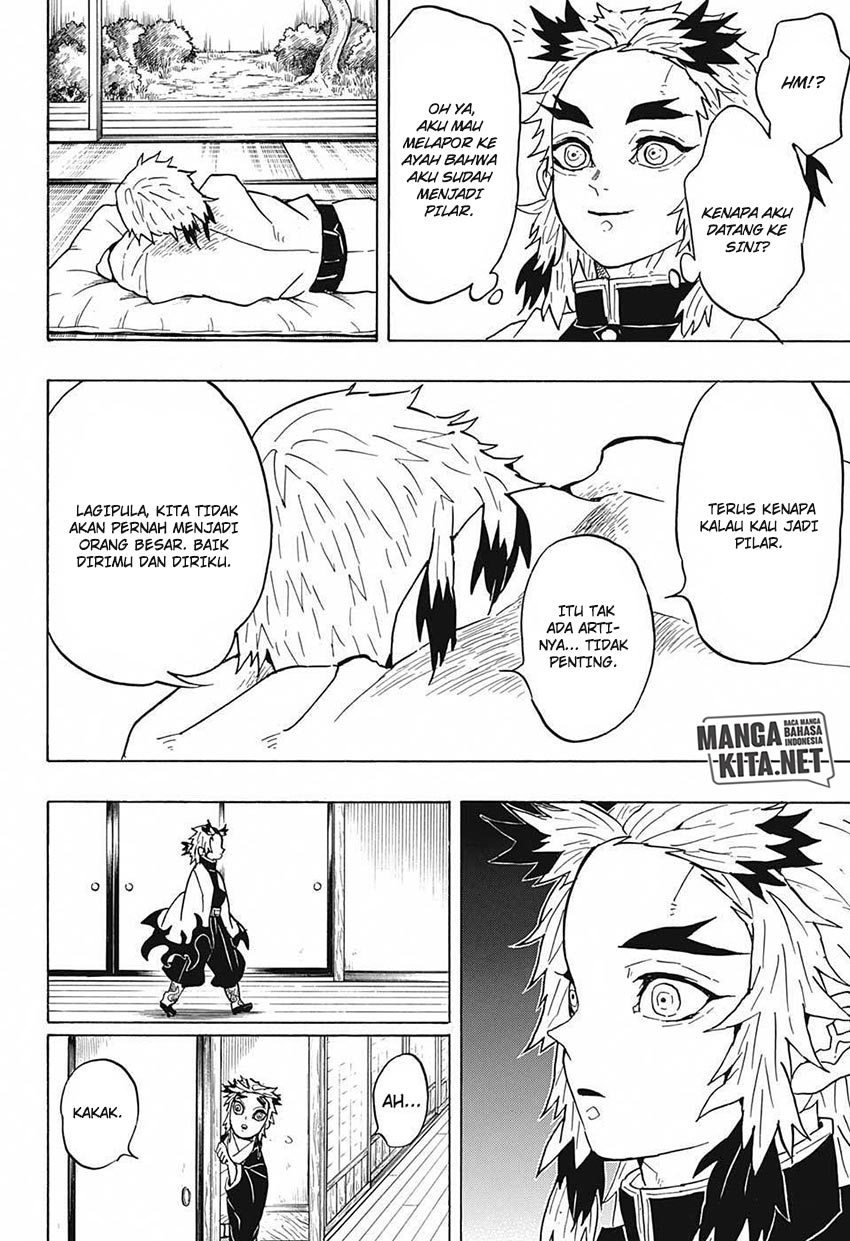 HM!?
KENAPA AKU
DATANG KE
SINI?
OH YA,
AKU MAU
MELAPOR KE
AYAH BAHWA
AKU SUDAH
MENJADI
PILAR.
TERUS KENAPA
KALAU KAU JADI
PILAR.
ITU TAK
ADA ARTI-
NYA... TIDAK
PENTING.
LAGIPULA, KITA TIDAK
AKAN PERNAH MENJADI
ORANG BESAR. BAIK
DIRIMU DAN DIRIKU.
MANGA
KITA.NET
BACA MANGA
BAHASA
INDONESIA
AH...
KAKAK.